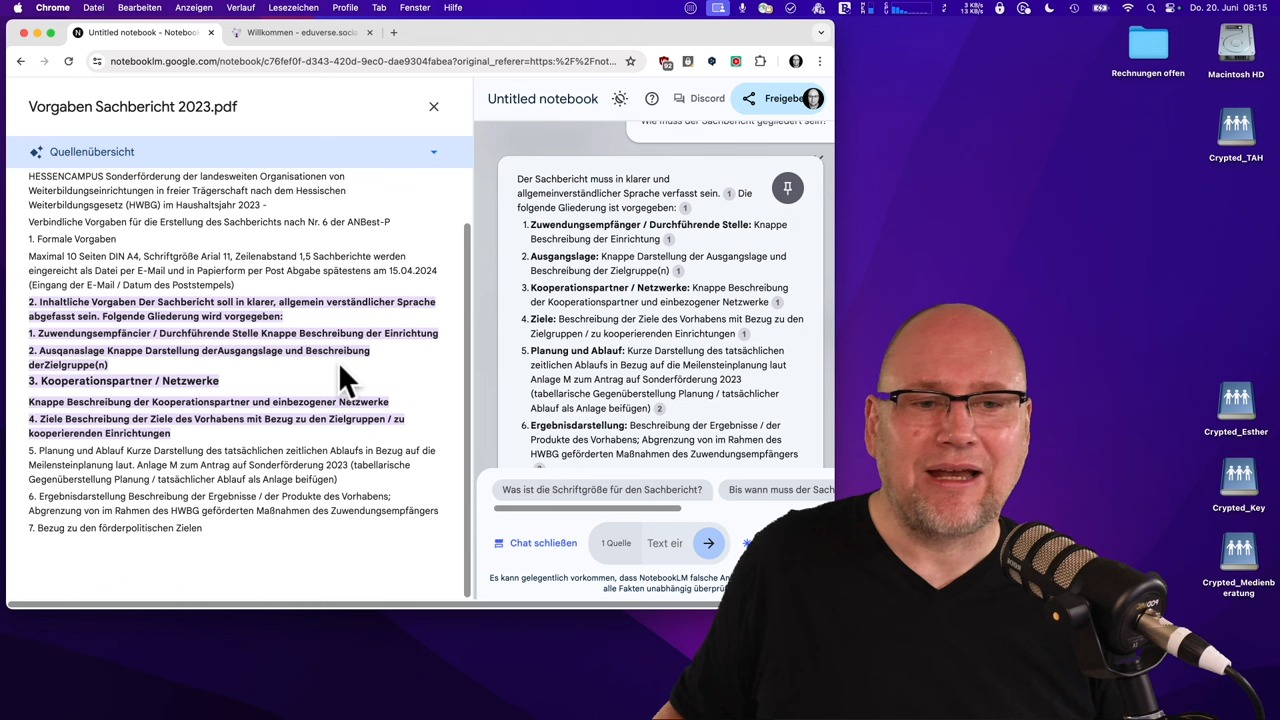 Chrome Datei Bearbeiten Anzeigen Verlauf Lesezeichen Profile Tab Fenster Hilfe
3 KB/s
Do. 20. Juni 08:15
Untitled notebook - Noteboo
Willkommen - eduverse.socia
notebooklm.google.com/notebook/c76fef0f-d343-420d-9ec0-dae9304fabea?original_referer=https:%2F%2Fnot...
92
Vorgaben Sachbericht 2023.pdf
Quellenübersicht
HESSENCAMPUS Sonderförderung der landesweiten Organisationen von
Weiterbildungseinrichtungen in freier Trägerschaft nach dem Hessischen
Weiterbildungsgesetz (HWBG) im Haushaltsjahr 2023 -
Verbindliche Vorgaben für die Erstellung des Sachberichts nach Nr. 6 der ANBest-P
1. Formale Vorgaben
Maximal 10 Seiten DIN A4, Schriftgröße Arial 11, Zeilenabstand 1,5 Sachberichte werden
eingereicht als Datei per E-Mail und in Papierform per Post Abgabe spätestens am 15.04.2024
(Eingang der E-Mail / Datum des Poststempels)
2. Inhaltliche Vorgaben Der Sachbericht soll in klarer, allgemein verständlicher Sprache
abgefasst sein. Folgende Gliederung wird vorgegeben:
1. Zuwendungsempfäncier / Durchführende Stelle Knappe Beschreibung der Einrichtung
2. Ausqanaslage Knappe Darstellung derAusgangslage und Beschreibung
derZielgruppe(n)
3. Kooperationspartner / Netzwerke
Knappe Beschreibung der Kooperationspartner und einbezogener Netzwerke
4. Ziele Beschreibung der Ziele des Vorhabens mit Bezug zu den Zielgruppen / zu
kooperierenden Einrichtungen
5. Planung und Ablauf Kurze Darstellung des tatsächlichen zeitlichen Ablaufs in Bezug auf die
Meilensteinplanung laut. Anlage M zum Antrag auf Sonderförderung 2023 (tabellarische
Gegenüberstellung Planung / tatsächlicher Ablauf als Anlage beifügen)
6. Ergebnisdarstellung Beschreibung der Ergebnisse / der Produkte des Vorhabens;
Abgrenzung von im Rahmen des HWBG geförderten Maßnahmen des Zuwendungsempfängers
7. Bezug zu den förderpolitischen Zielen
Untitled notebook
Discord
Freigebe
Wie muss der Sachbericht gegliedert sein?
Der Sachbericht muss in klarer und
allgemeinverständlicher Sprache verfasst sein. 1 Die
folgende Gliederung ist vorgegeben: 1
1. Zuwendungsempfänger / Durchführende Stelle: Knappe
Beschreibung der Einrichtung 1
2. Ausgangslage: Knappe Darstellung der Ausgangslage und
Beschreibung der Zielgruppe(n) 1
3. Kooperationspartner / Netzwerke: Knappe Beschreibung
der Kooperationspartner und einbezogener Netzwerke 1
4. Ziele: Beschreibung der Ziele des Vorhabens mit Bezug zu den
Zielgruppen / zu kooperierenden Einrichtungen 1
5. Planung und Ablauf: Kurze Darstellung des tatsächlichen
zeitlichen Ablaufs in Bezug auf die Meilensteinplanung laut
Anlage M zum Antrag auf Sonderförderung 2023
(tabellarische Gegenüberstellung Planung / tatsächlicher
Ablauf als Anlage beifügen) 2
6. Ergebnisdarstellung: Beschreibung der Ergebnisse / der
Produkte des Vorhabens; Abgrenzung von im Rahmen des
HWBG geförderten Maßnahmen des Zuwendungsempfängers
Was ist die Schriftgröße für den Sachbericht?
Bis wann muss der Sach
Chat schließen
1 Quelle
Text ein
Es kann gelegentlich vorkommen, dass NotebookLM falsche An
alle Fakten unabhängig überprü
Rechnungen offen
Macintosh HD
Crypted_TAH
Crypted_Esther
Crypted_Key
Crypted_Medienb
eratung